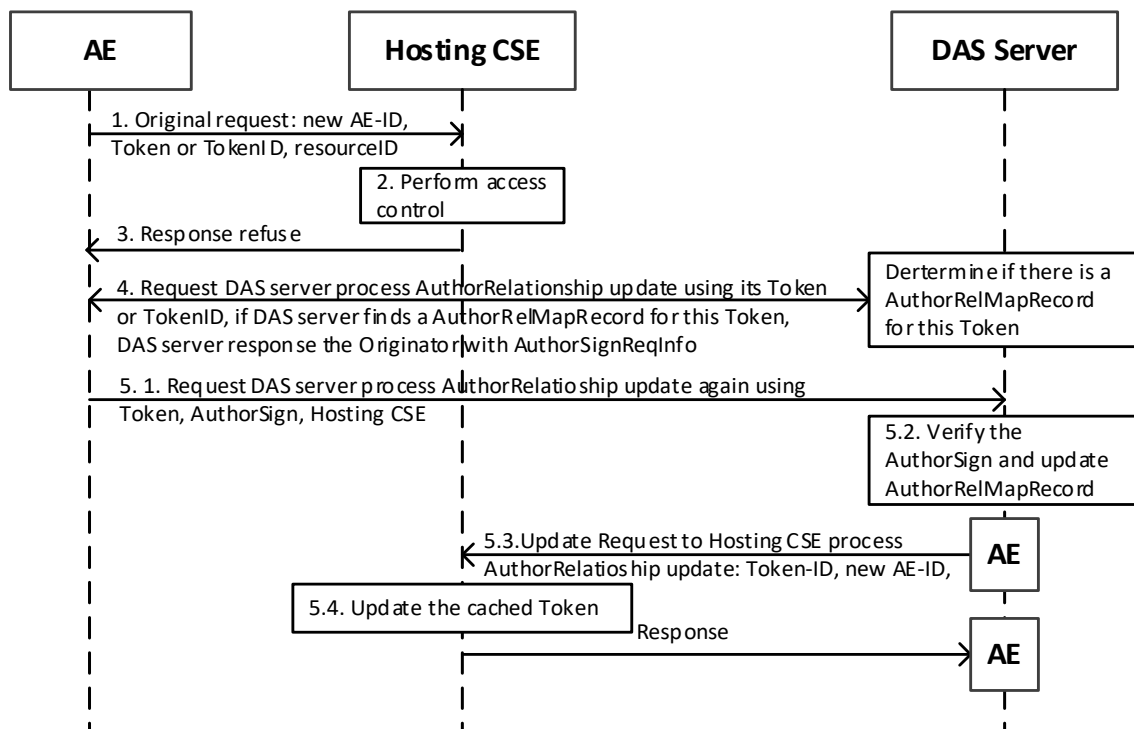 AE
Hosting CSE
DAS Server
1. Original request: new AE-ID,
Token or TokenID, resourceID
2. Perform access
control
3. Response refuse
Dertermine if there is a
AuthorRelMapRecord
for this Token
4. Request DAS server process AuthorRelationship update using its Token
or TokenID, if DAS server finds a AuthorRelMapRecord for this Token,
DAS server response the Originator with AuthorSignReqInfo
5. 1. Request DAS server process AuthorRelatioship update again using
Token, AuthorSign, Hosting CSE
5.2. Verify the
AuthorSign and update
AuthorRelMapRecord
5.3.Update Request to Hosting CSE process
AuthorRelatioship update: Token-ID, new AE-ID,
AE
5.4. Update the cached Token
Response
AE